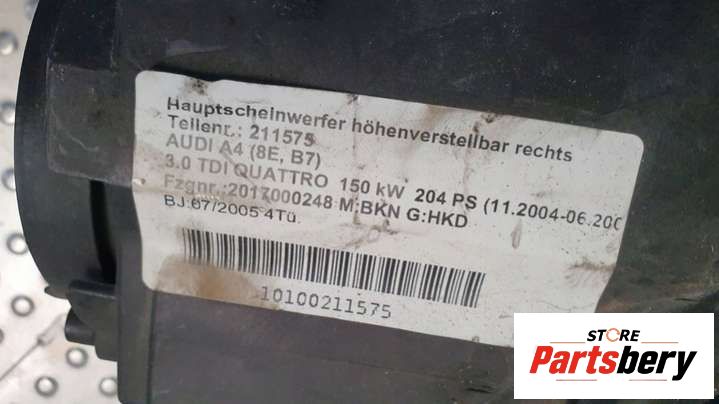 Hauptscheinwerfer höhenverstellbar rechts
Teilenr.: 211575
AUDI A4 (8E, B7)
3.0 TDI QUATTRO 150 kW 204 PS (11.2004-06.200
Fzgnr.:2017000248 M:BKN G:HKD
BJ:07/2005 4Tü
10100211575
STORE
Partsbery